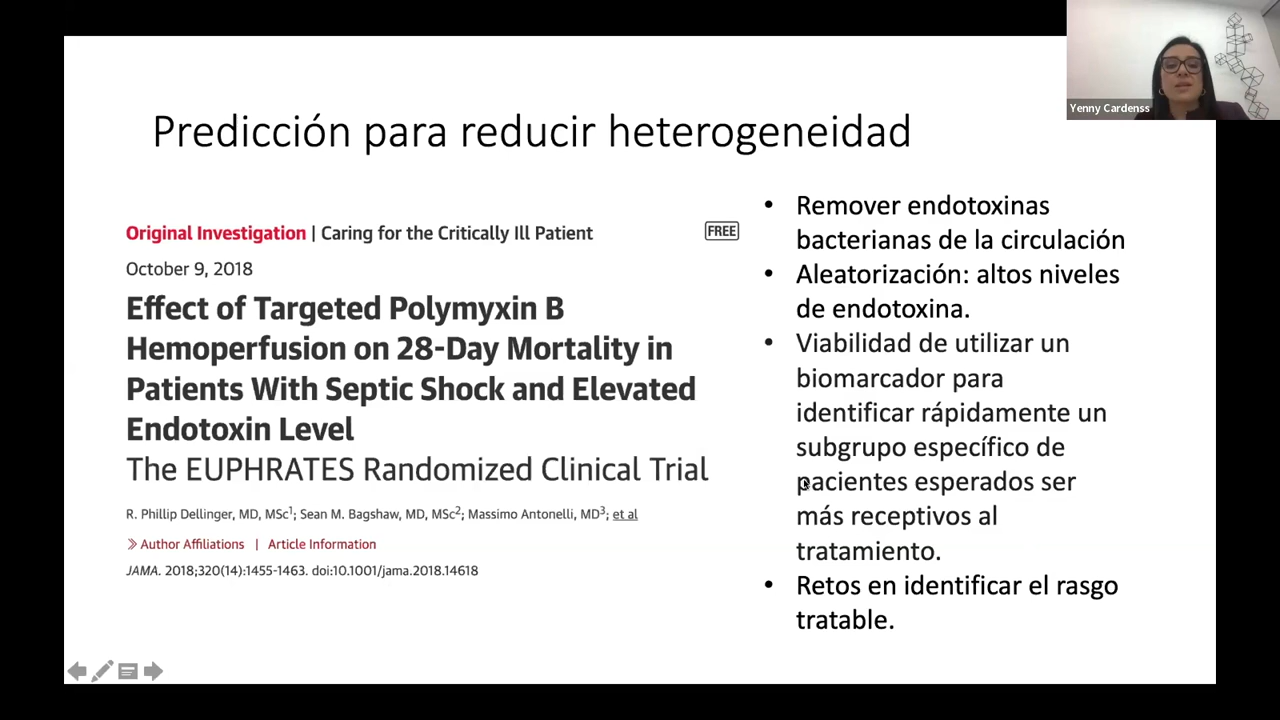 Yenny Cardenss
Predicción para reducir heterogeneidad
Original Investigation | Caring for the Critically Ill Patient
FREE
October 9, 2018
Effect of Targeted Polymyxin B
Hemoperfusion on 28-Day Mortality in
Patients With Septic Shock and Elevated
Endotoxin Level
The EUPHRATES Randomized Clinical Trial
R. Phillip Dellinger, MD, MSc1; Sean M. Bagshaw, MD, MSc2; Massimo Antonelli, MD3; et al
» Author Affiliations | Article Information
JAMA. 2018;320(14):1455-1463. doi:10.1001/jama.2018.14618
• Remover endotoxinas
bacterianas de la circulación
• Aleatorización: altos niveles
de endotoxina.
• Viabilidad de utilizar un
biomarcador para
identificar rápidamente un
subgrupo específico de
pacientes esperados ser
más receptivos al
tratamiento.
• Retos en identificar el rasgo
tratable.